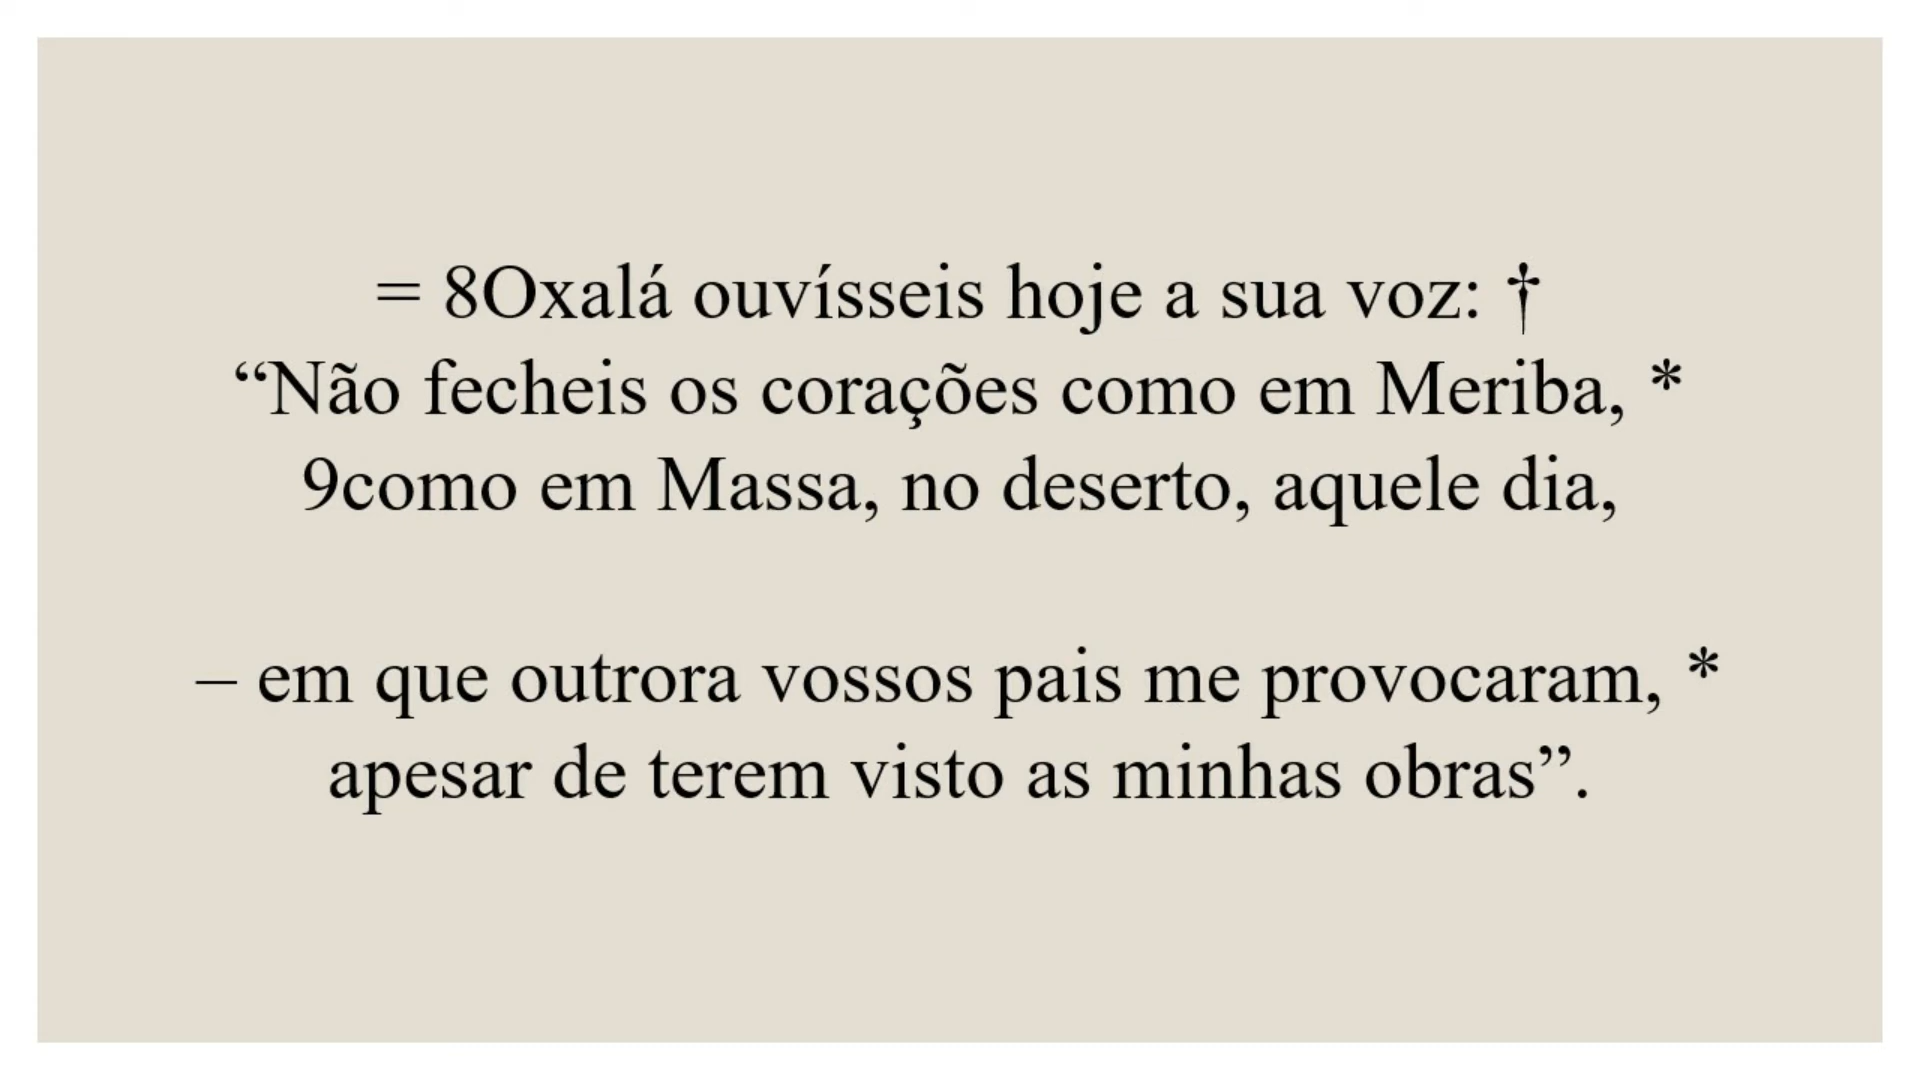 = 8Oxalá ouvísseis hoje a sua voz: †
“Não fecheis os corações como em Meriba, *
9como em Massa, no deserto, aquele dia,
– em que outrora vossos pais me provocaram, *
apesar de terem visto as minhas obras”.